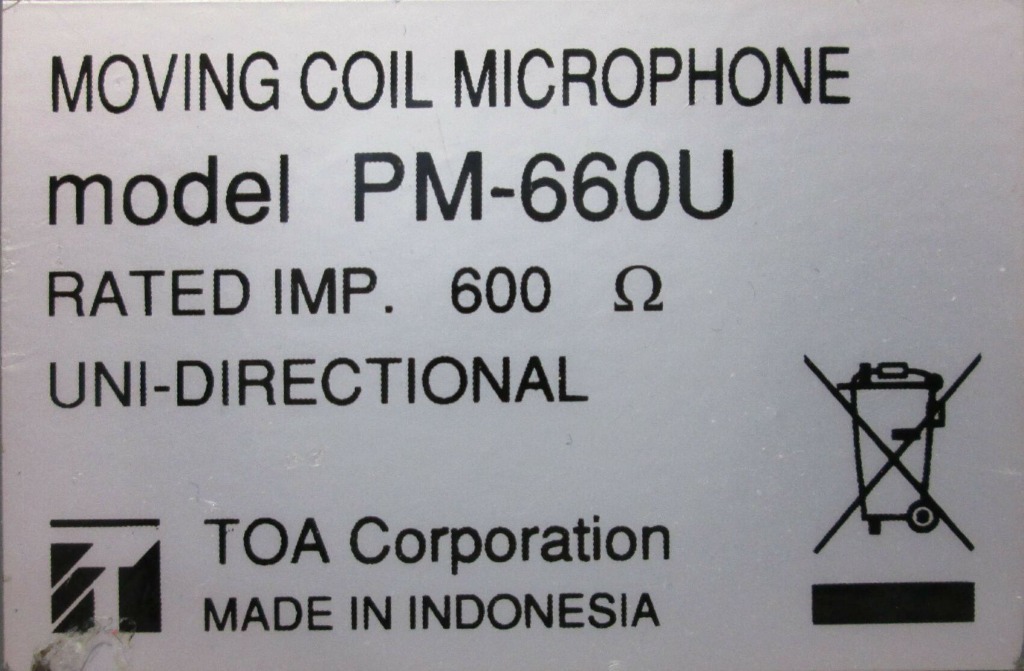 MOVING COIL MICROPHONE
model PM-660U
RATED IMP. 600 Ω
UNI-DIRECTIONAL
TOA Corporation
MADE IN INDONESIA